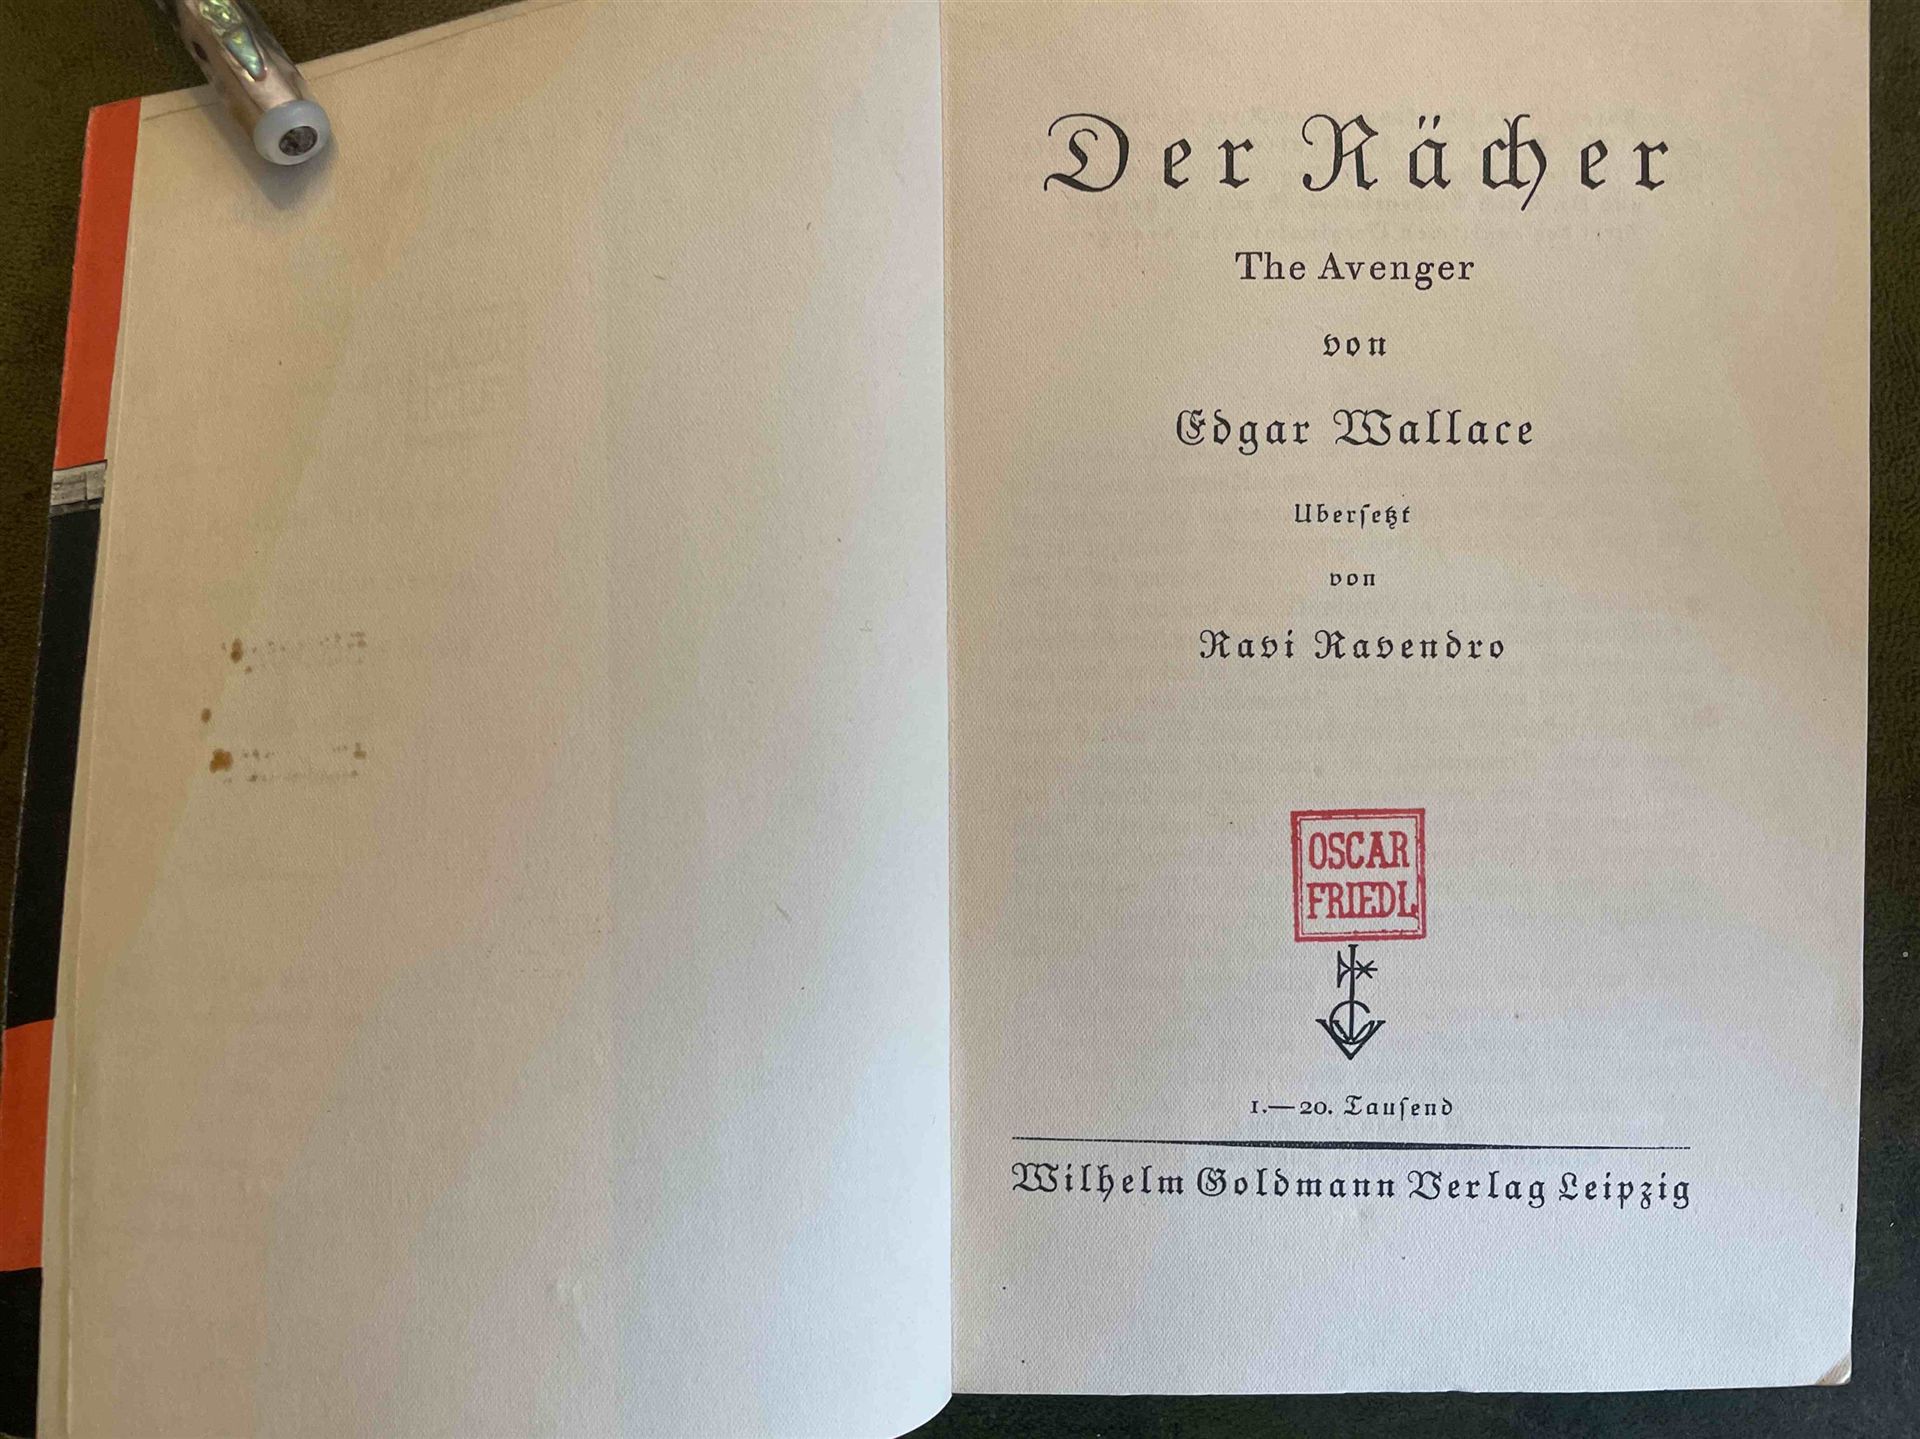 Der Rächer
The Avenger
von
Edgar Wallace
Uberſetzt
von
Ravi Ravendro
OSCAR
FRIEDL
1.—20. Tauſend
Wilhelm Goldmann Verlag Leipzig